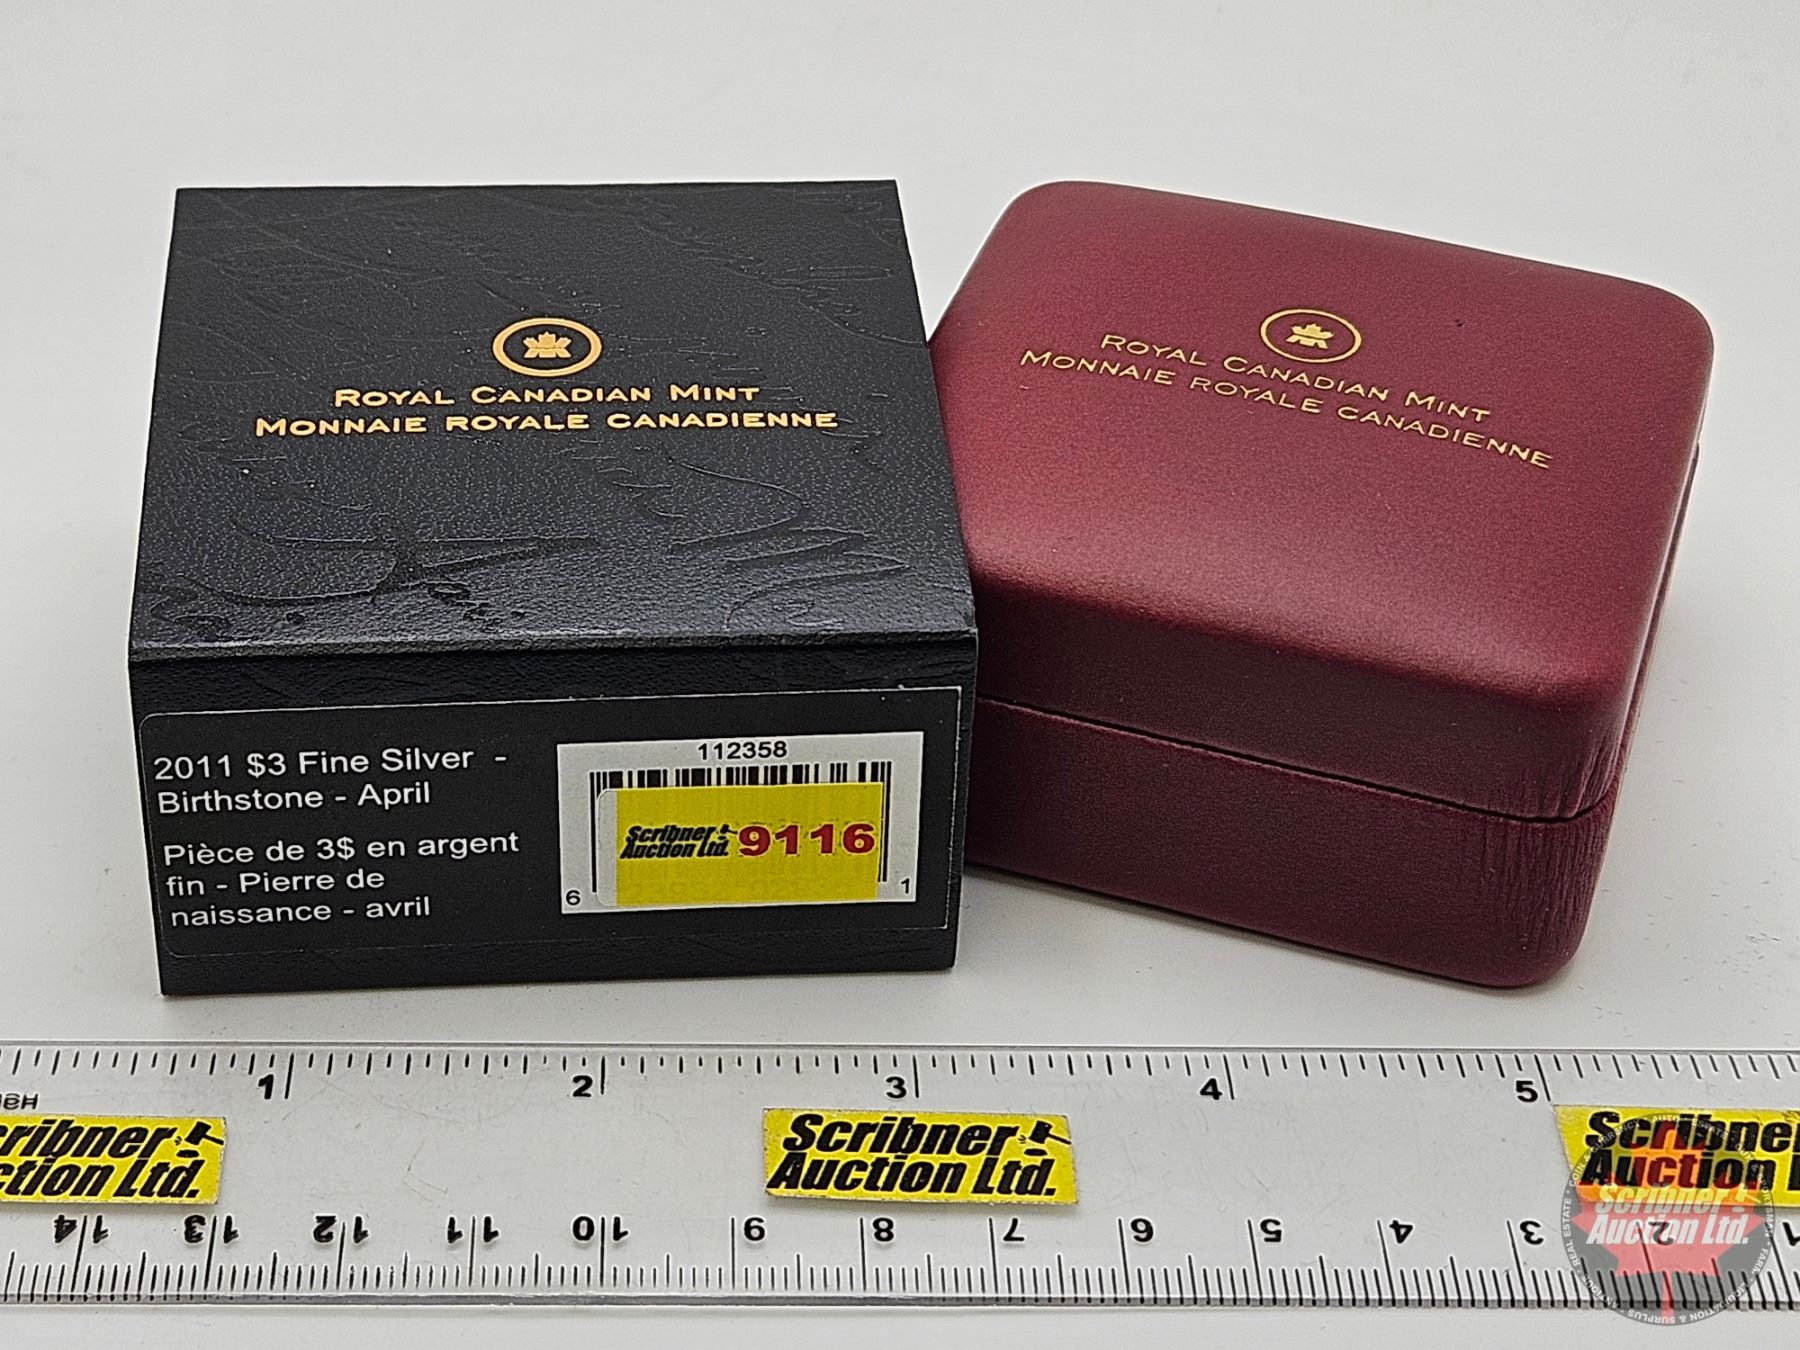 ROYAL CANADIAN MINT
MONNAIE ROYALE CANADIENNE
ROYAL CANADIAN MINT
MONNAIE ROYALE CANADIENNE
2011 $3 Fine Silver -
Birthstone - April
Pièce de 3$ en argent
fin - Pierre de
naissance - avril
112358
Scribner
Auction Ltd.
9116
6 1
1 2 3 4 5
Scribner
Auction Ltd.
Scribner
Auction Ltd.
Scribner
Auction
Scribner
Auction Ltd.
14 13 12 11 10 9 8 7 6 5 4 3 2 1